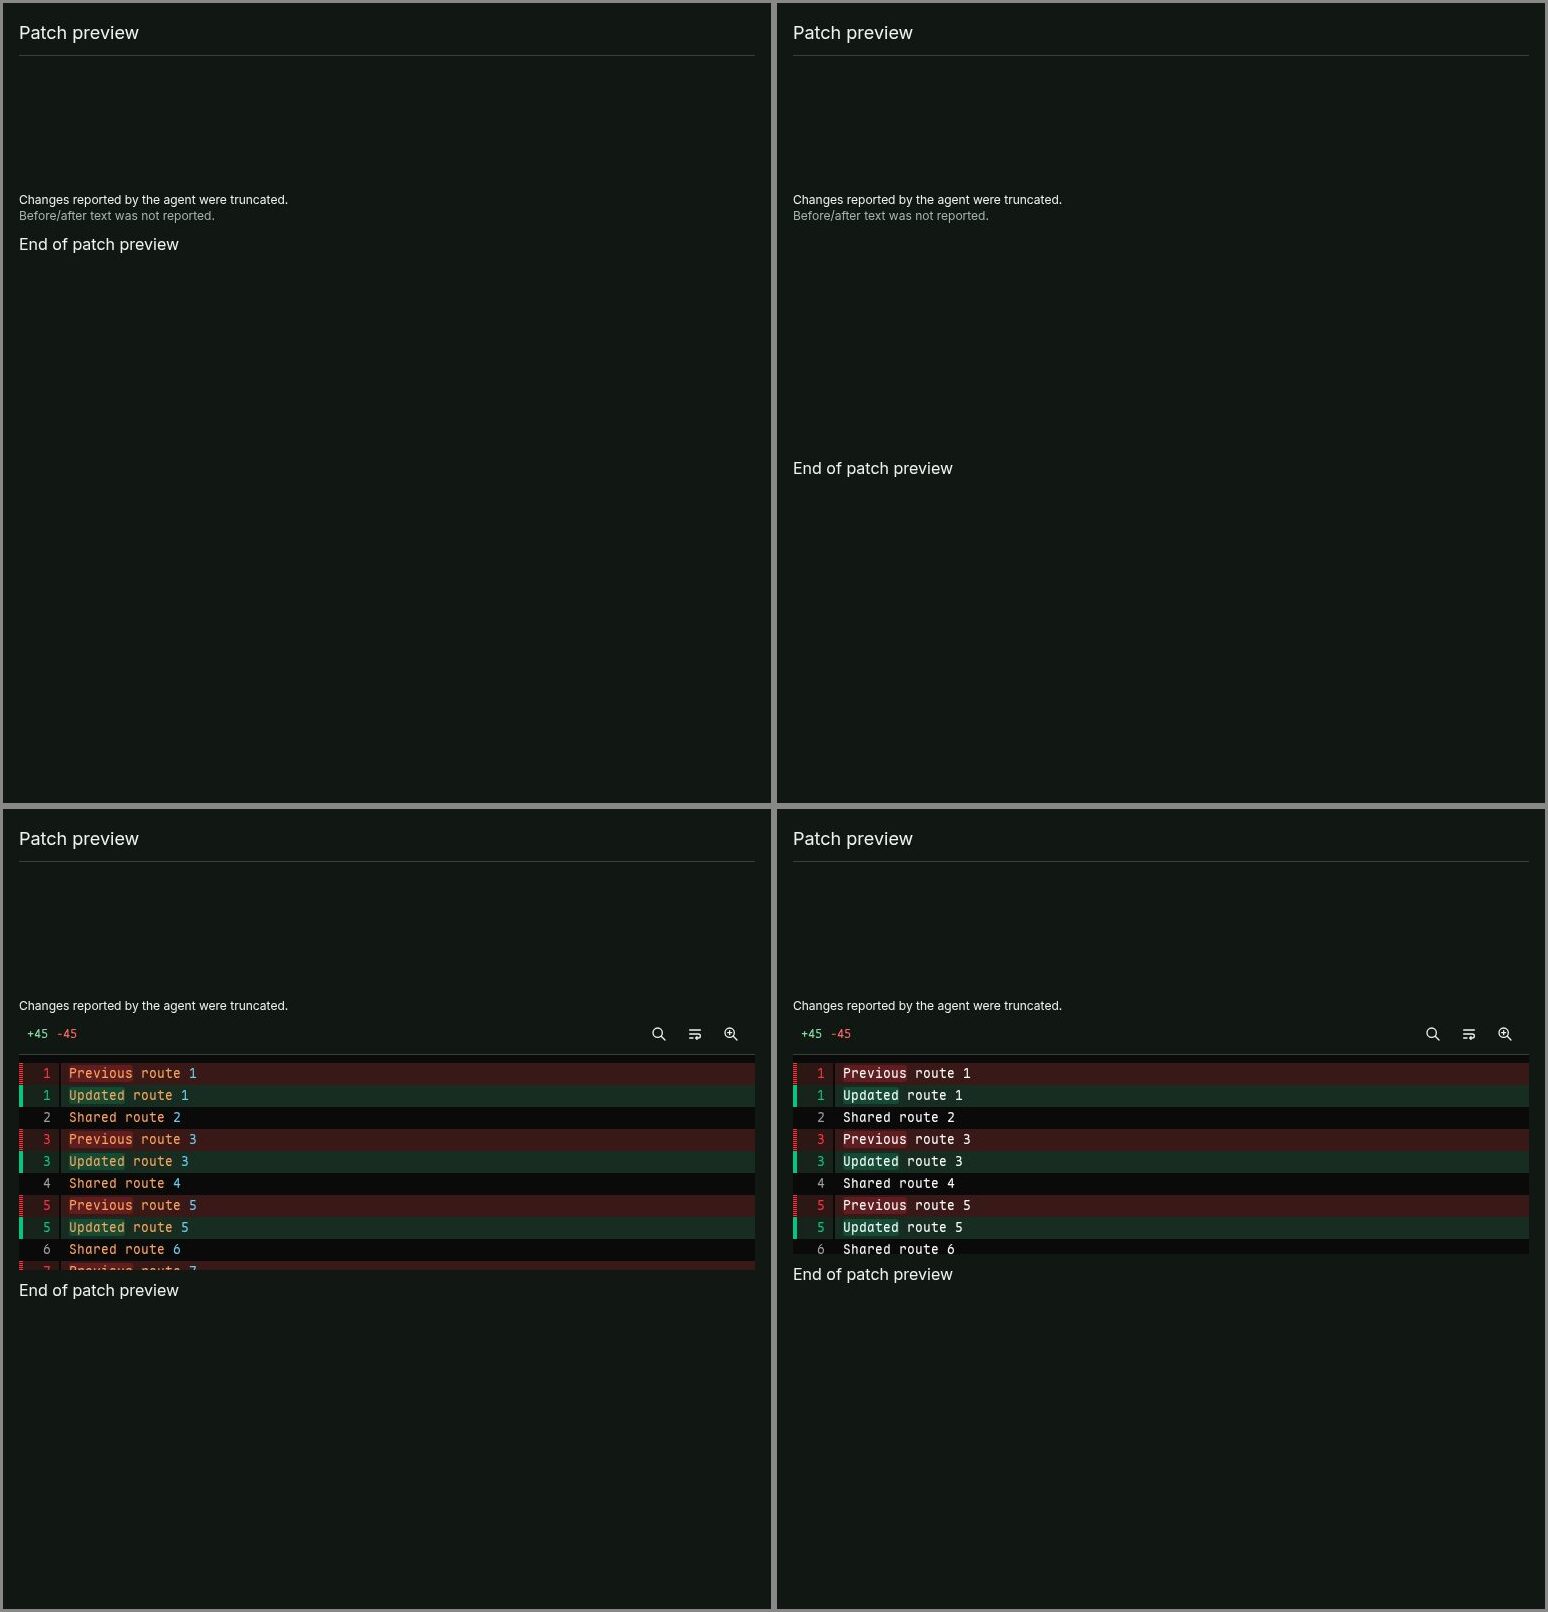 Patch preview
Changes reported by the agent were truncated.
Before/after text was not reported.
End of patch preview
Patch preview
Changes reported by the agent were truncated.
Before/after text was not reported.
End of patch preview
Patch preview
Changes reported by the agent were truncated.
+45 -45
1 Previous route 1
1 Updated route 1
2 Shared route 2
3 Previous route 3
3 Updated route 3
4 Shared route 4
5 Previous route 5
5 Updated route 5
6 Shared route 6
7 Previous route 7
End of patch preview
Patch preview
Changes reported by the agent were truncated.
+45 -45
1 Previous route 1
1 Updated route 1
2 Shared route 2
3 Previous route 3
3 Updated route 3
4 Shared route 4
5 Previous route 5
5 Updated route 5
6 Shared route 6
End of patch preview